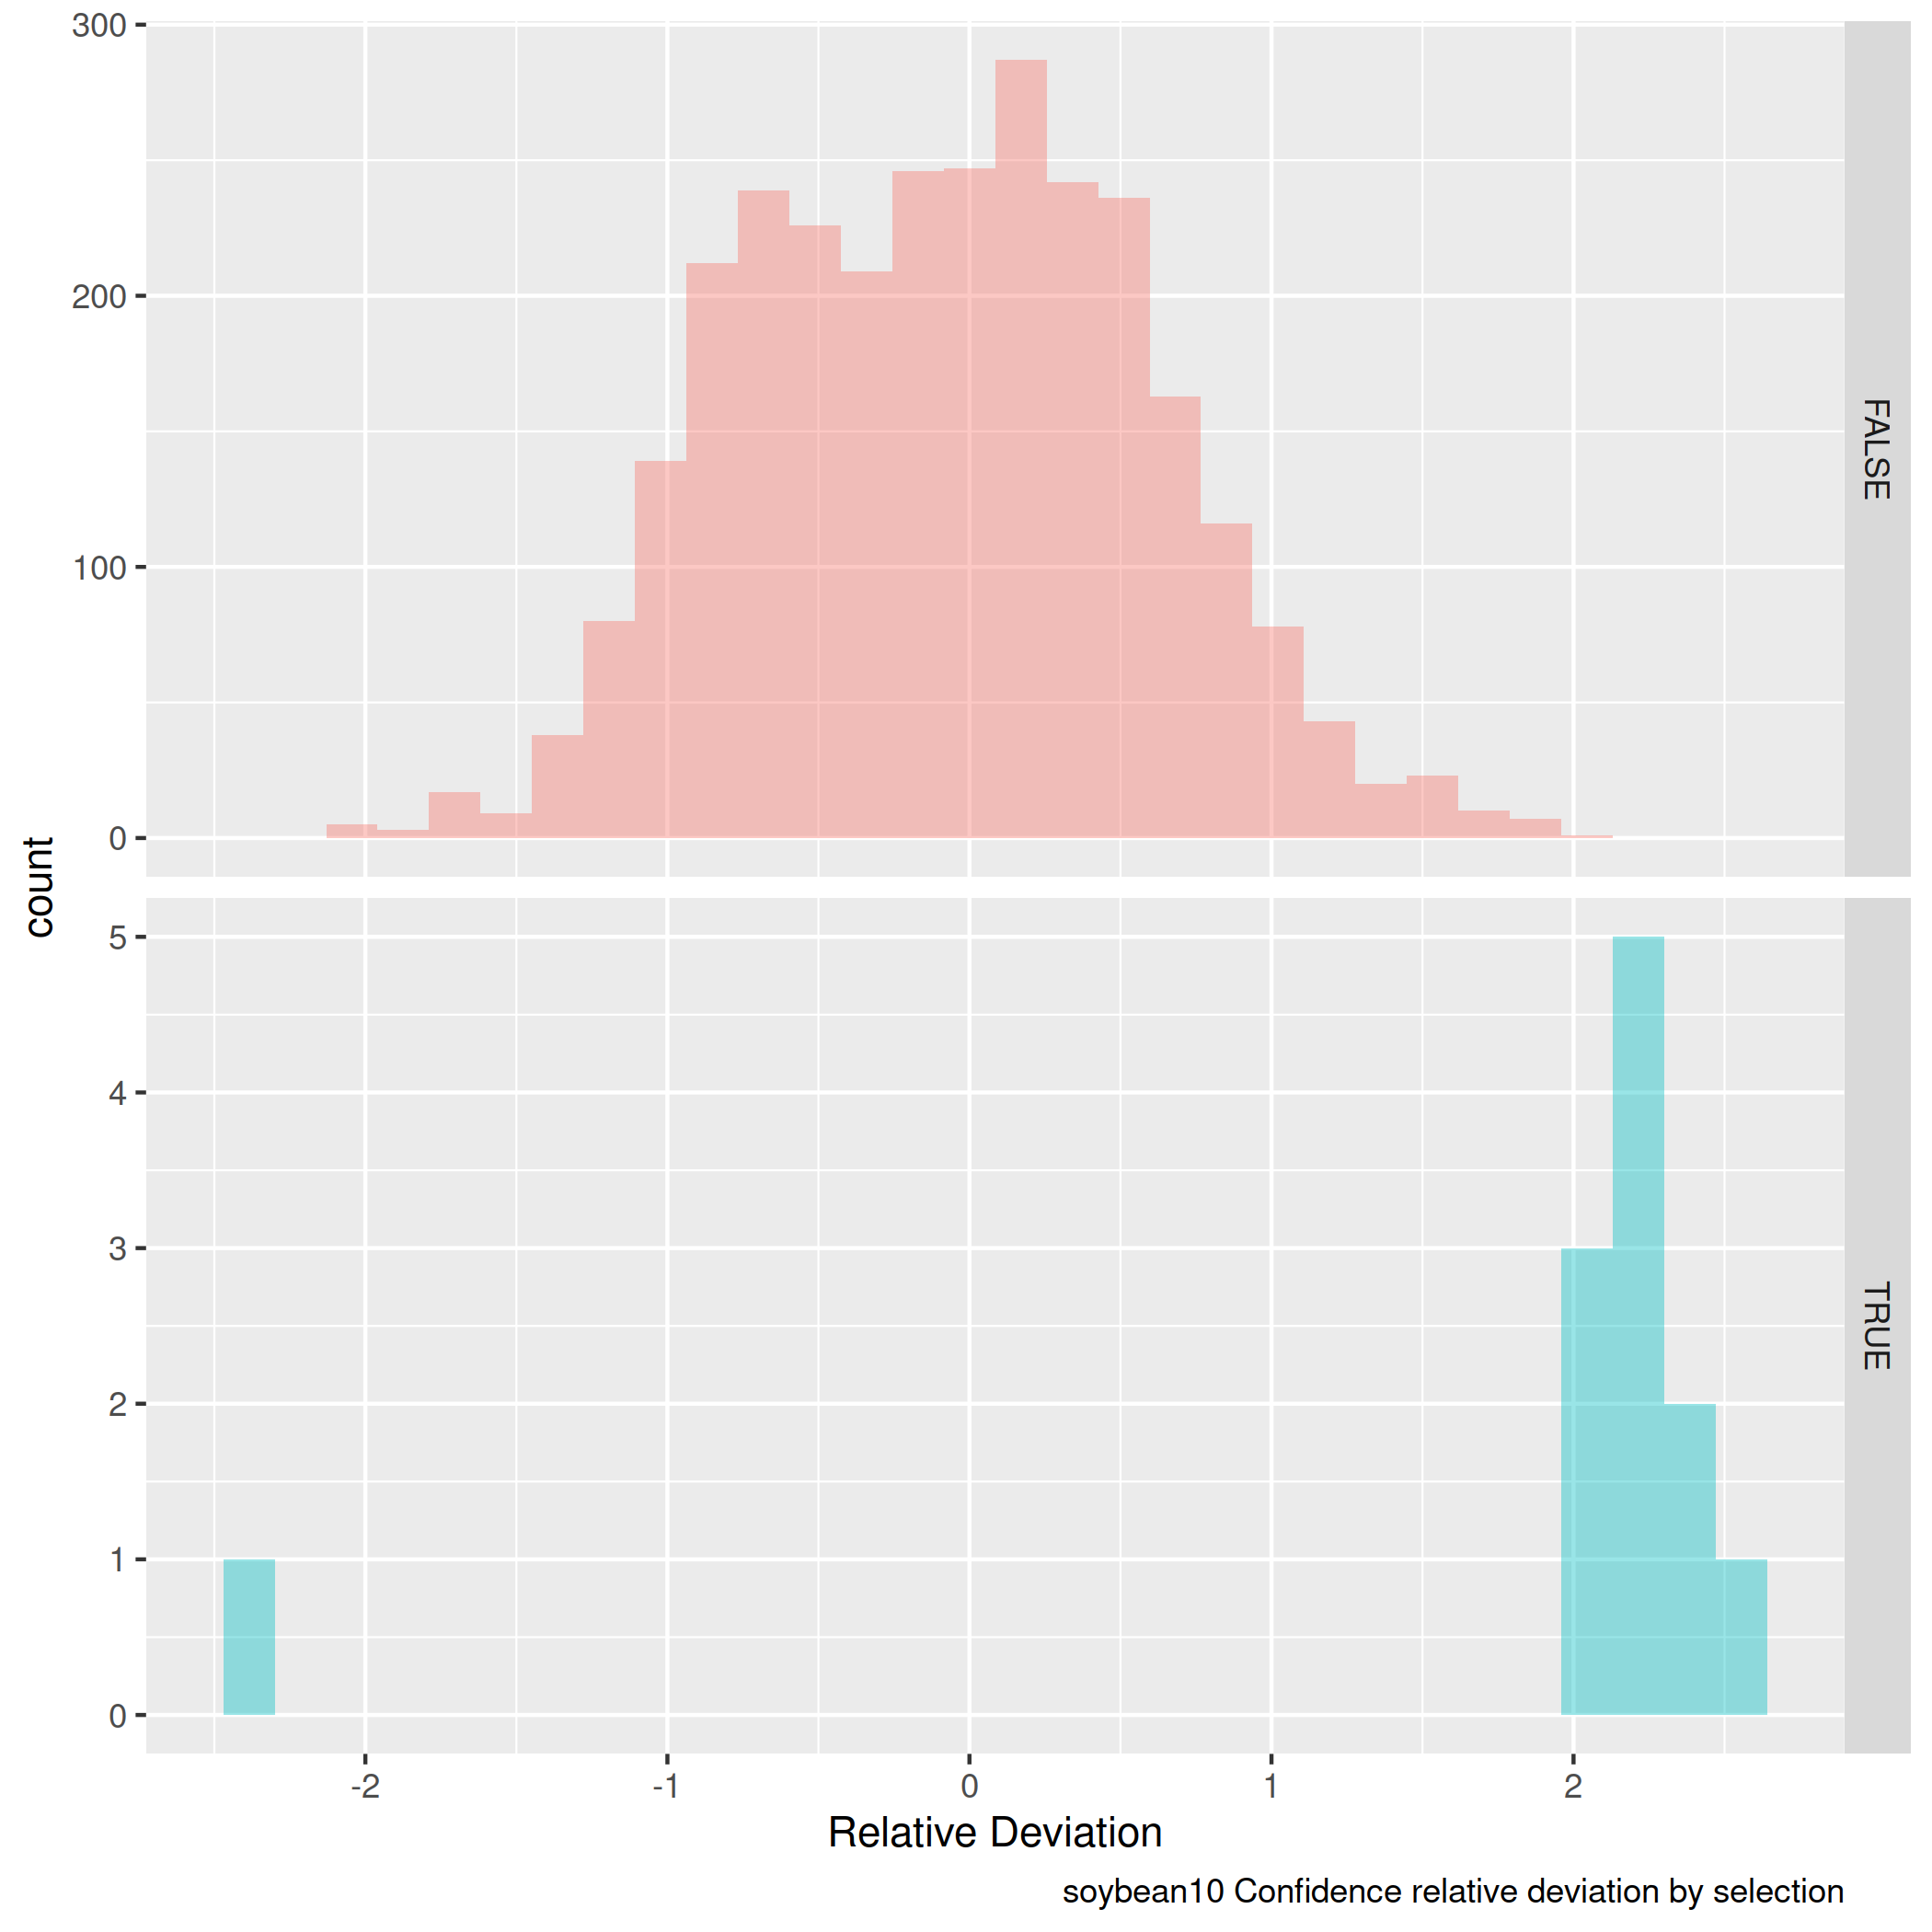 300
200
100
0
FALSE
count
5
4
3
2
1
0
TRUE
-2 -1 0 1 2
Relative Deviation
soybean10 Confidence relative deviation by selection